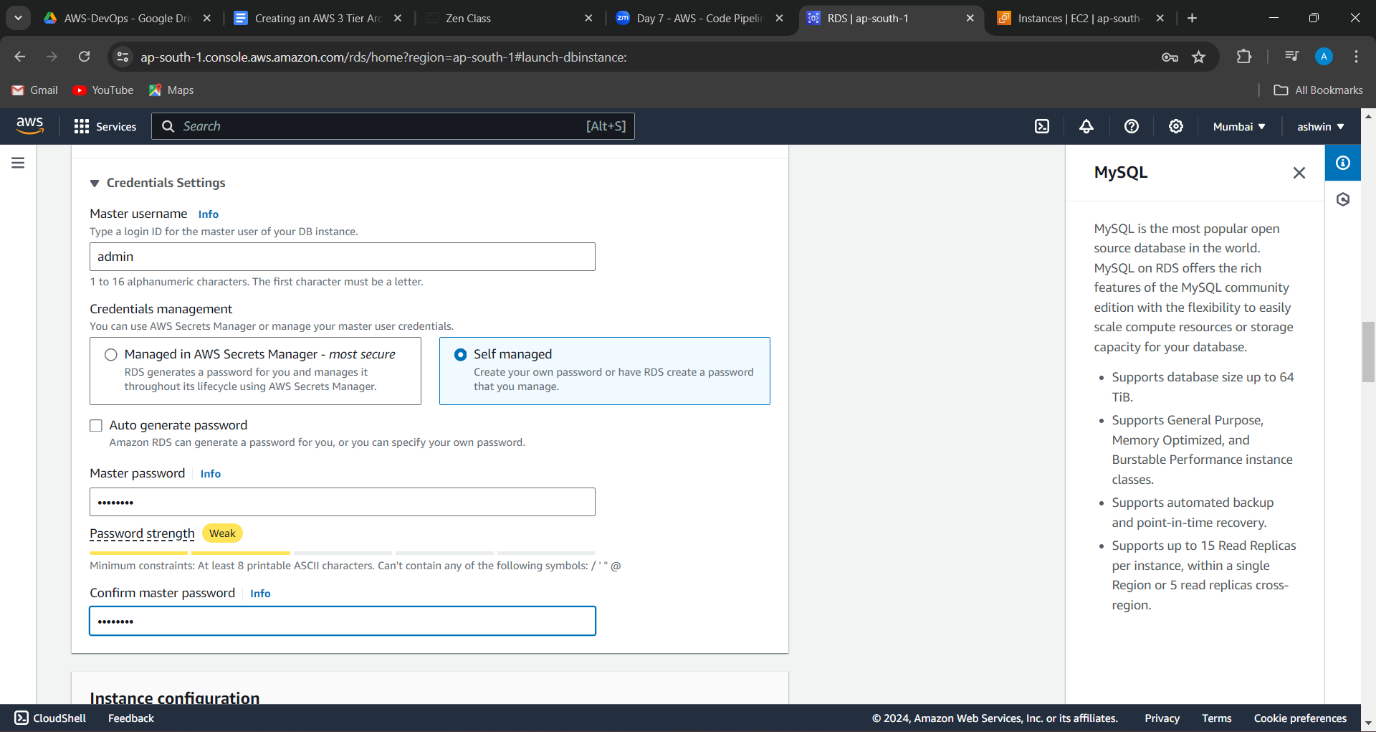 AWS-DevOps - Google Dri
Creating an AWS 3 Tier Arc
Zen Class
Day 7 - AWS - Code Pipelin
RDS | ap-south-1
Instances | EC2 | ap-south-
ap-south-1.console.aws.amazon.com/rds/home?region=ap-south-1#launch-dbinstance:
A
Gmail
YouTube
Maps
All Bookmarks
aws
Services
Search
[Alt+S]
Mumbai
ashwin
Credentials Settings
Master username Info
Type a login ID for the master user of your DB instance.
admin
1 to 16 alphanumeric characters. The first character must be a letter.
Credentials management
You can use AWS Secrets Manager or manage your master user credentials.
Managed in AWS Secrets Manager - most secure
RDS generates a password for you and manages it
throughout its lifecycle using AWS Secrets Manager.
Self managed
Create your own password or have RDS create a password
that you manage.
Auto generate password
Amazon RDS can generate a password for you, or you can specify your own password.
Master password Info
••••••••
Password strength Weak
Minimum constraints: At least 8 printable ASCII characters. Can't contain any of the following symbols: / ' " @
Confirm master password Info
••••••••
Instance configuration
MySQL
MySQL is the most popular open
source database in the world.
MySQL on RDS offers the rich
features of the MySQL community
edition with the flexibility to easily
scale compute resources or storage
capacity for your database.
• Supports database size up to 64
TiB.
• Supports General Purpose,
Memory Optimized, and
Burstable Performance instance
classes.
• Supports automated backup
and point-in-time recovery.
• Supports up to 15 Read Replicas
per instance, within a single
Region or 5 read replicas cross-
region.
CloudShell
Feedback
© 2024, Amazon Web Services, Inc. or its affiliates.
Privacy
Terms
Cookie preferences